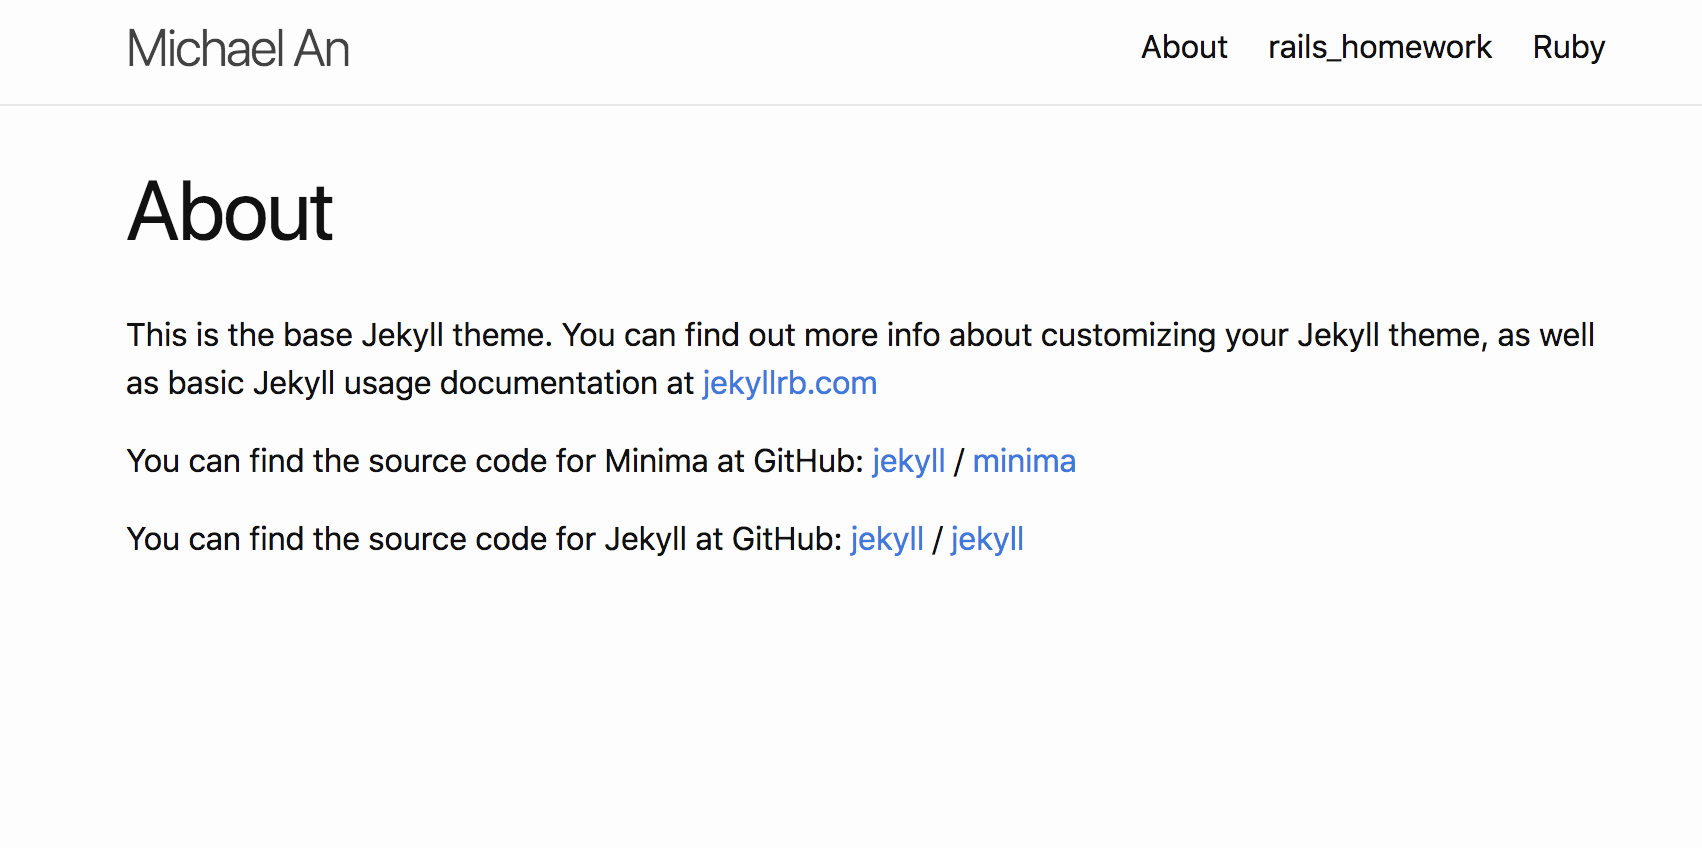 Michael An
About rails_homework Ruby
About
This is the base Jekyll theme. You can find out more info about customizing your Jekyll theme, as well
as basic Jekyll usage documentation at jekyllrb.com
You can find the source code for Minima at GitHub: jekyll / minima
You can find the source code for Jekyll at GitHub: jekyll / jekyll